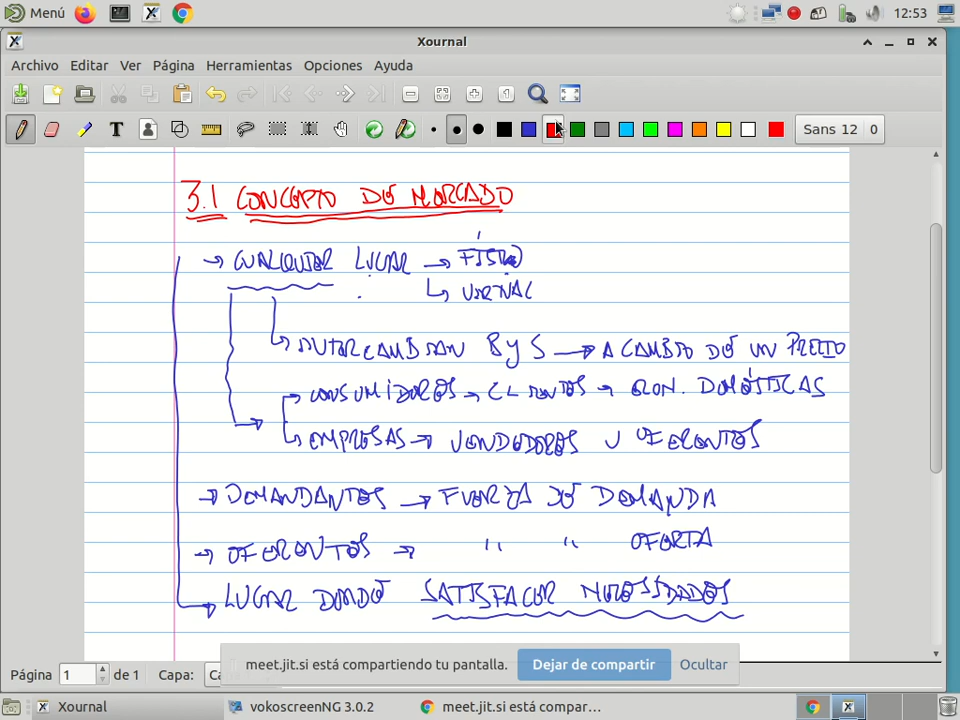 Menú 12:53
Xournal
Archivo Editar Ver Página Herramientas Opciones Ayuda
Sans 12 0
3.1 CONCEPTO DE MERCADO
→ CUALQUIER LUGAR → FÍSICO
VIRTUAL
INTERCAMBIAN B y S → A CAMBIO DE UN PRECIO
→ CONSUMIDORES → CLIENTES → ECON. DOMÉSTICAS
EMPRESAS → VENDEDORES U OFERENTES
→ DEMANDANTES → FUERZA DE DEMANDA
→ OFERENTES → " " OFERTA
→ LUGAR DONDE SATISFACER NECESIDADES
meet.jit.si está compartiendo tu pantalla. Dejar de compartir Ocultar
Página 1 de 1 Capa: Ca
Xournal vokoscreenNG 3.0.2 meet.jit.si está compar…